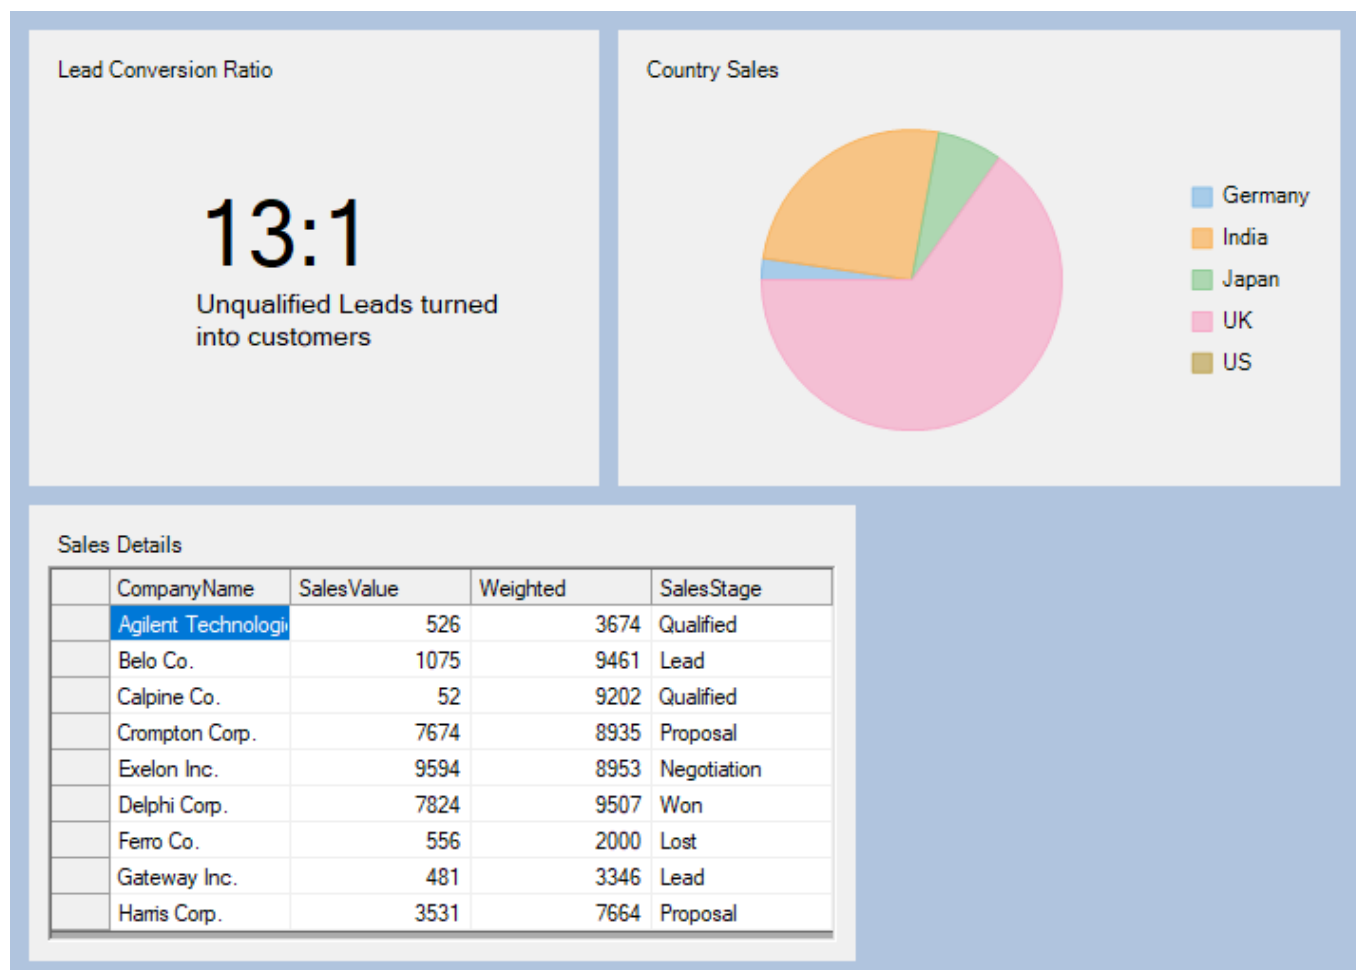 Lead Conversion Ratio
13:1
Unqualified Leads turned
into customers
Country Sales
Germany
India
Japan
UK
US
Sales Details
CompanyName SalesValue Weighted SalesStage
Agilent Technologi 526 3674 Qualified
Belo Co. 1075 9461 Lead
Calpine Co. 52 9202 Qualified
Crompton Corp. 7674 8935 Proposal
Exelon Inc. 9594 8953 Negotiation
Delphi Corp. 7824 9507 Won
Ferro Co. 556 2000 Lost
Gateway Inc. 481 3346 Lead
Harris Corp. 3531 7664 Proposal